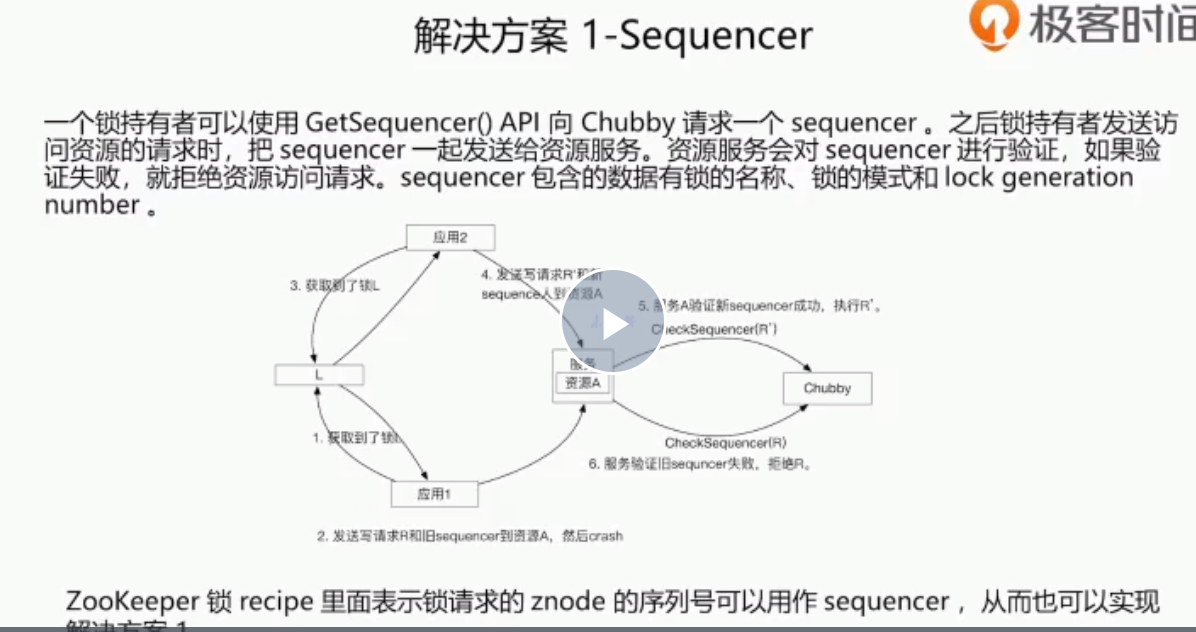 解决方案 1-Sequencer
极客时间
一个锁持有者可以使用 GetSequencer() API 向 Chubby 请求一个 sequencer 。之后锁持有者发送访
问资源的请求时，把 sequencer 一起发送给资源服务。资源服务会对 sequencer 进行验证，如果验
证失败，就拒绝资源访问请求。sequencer 包含的数据有锁的名称、锁的模式和 lock generation
number 。
应用2
3. 获取到了锁L
4. 发送写请求R'和新
sequence人到资源A
5. 服务A验证新sequencer成功，执行R'。
CheckSequencer(R')
服务
资源A
L
Chubby
1. 获取到了锁L
CheckSequencer(R)
6. 服务验证旧sequncer失败，拒绝R。
应用1
2. 发送写请求R和旧sequencer到资源A，然后crash
ZooKeeper 锁 recipe 里面表示锁请求的 znode 的序列号可以用作 sequencer ，从而也可以实现
解决方案 1